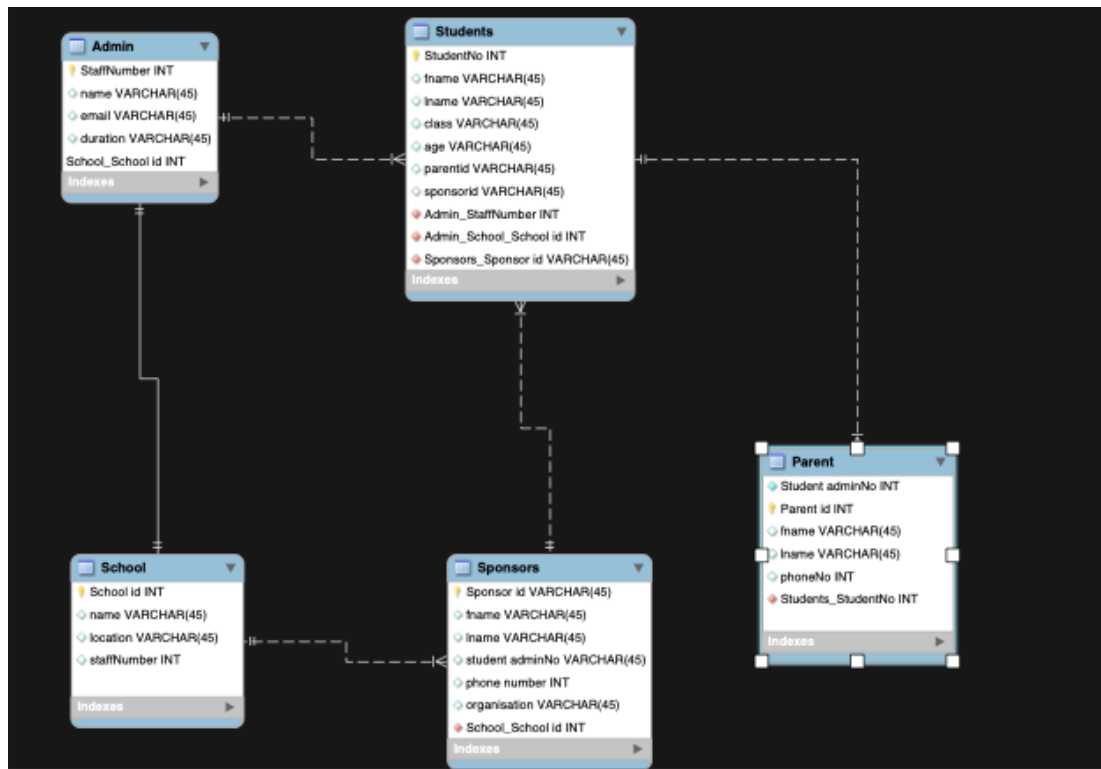 Admin
StaffNumber INT
name VARCHAR(45)
email VARCHAR(45)
duration VARCHAR(45)
School_School id INT
Indexes
Students
StudentNo INT
fname VARCHAR(45)
lname VARCHAR(45)
class VARCHAR(45)
age VARCHAR(45)
parentid VARCHAR(45)
sponsorid VARCHAR(45)
Admin_StaffNumber INT
Admin_School_School id INT
Sponsors_Sponsor id VARCHAR(45)
Indexes
Parent
Student adminNo INT
Parent id INT
fname VARCHAR(45)
lname VARCHAR(45)
phoneNo INT
Students_StudentNo INT
Indexes
School
School id INT
name VARCHAR(45)
location VARCHAR(45)
staffNumber INT
Indexes
Sponsors
Sponsor id VARCHAR(45)
fname VARCHAR(45)
lname VARCHAR(45)
student adminNo VARCHAR(45)
phone number INT
organisation VARCHAR(45)
School_School id INT
Indexes